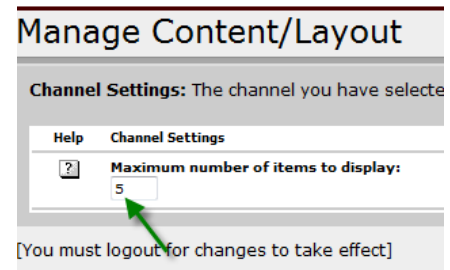 Manage Content/Layout
Channel Settings: The channel you have selecte
Help Channel Settings
? Maximum number of items to display:
5
[You must logout for changes to take effect]